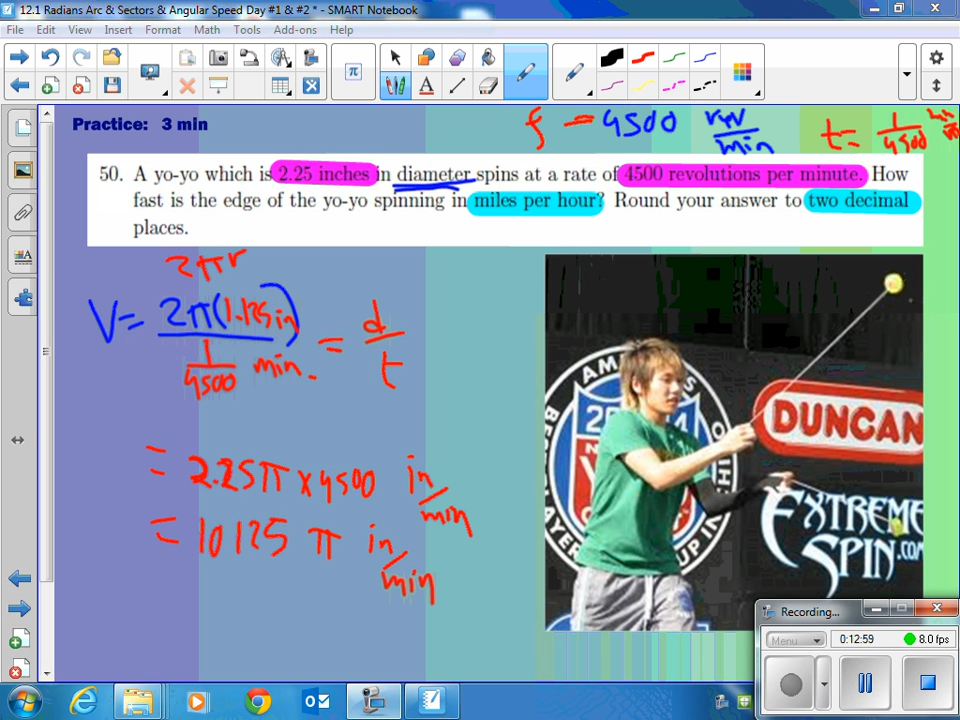 12.1 Radians Arc & Sectors & Angular Speed Day #1 & #2 * - SMART Notebook
File Edit View Insert Format Math Tools Add-ons Help
Practice: 3 min
f = 4500 rev/min
t = 1/4500
50. A yo-yo which is 2.25 inches in diameter spins at a rate of 4500 revolutions per minute. How
fast is the edge of the yo-yo spinning in miles per hour? Round your answer to two decimal
places.
2πr
V = 2π(1.125in) / 1/4500 min. = d/t
= 2.25π x 4500 in/min
= 10125 π in/min
DUNCAN
EXTREME
SPIN.COM
Recording...
Menu
0:12:59
8.0 fps